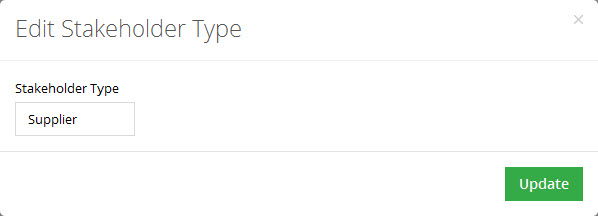 Edit Stakeholder Type
×
Stakeholder Type
Supplier
Update